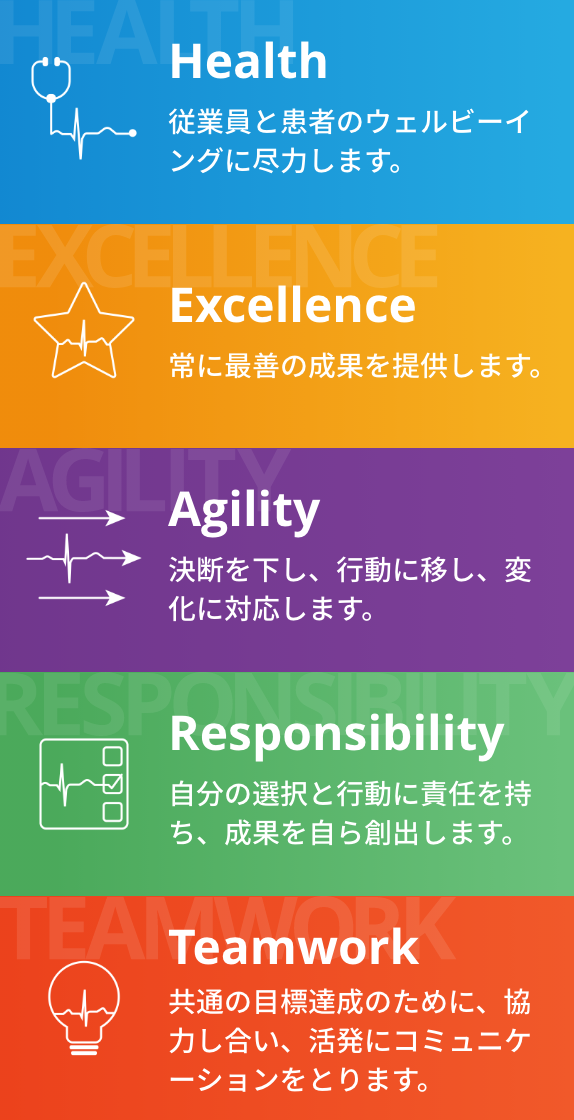 HEALTH
Health
従業員と患者のウェルビーイ
ングに尽力します。
EXCELLENCE
Excellence
常に最善の成果を提供します。
AGILITY
Agility
決断を下し、行動に移し、変
化に対応します。
RESPONSIBILITY
Responsibility
自分の選択と行動に責任を持
ち、成果を自ら創出します。
TEAMWORK
Teamwork
共通の目標達成のために、協
力し合い、活発にコミュニケ
ーションをとります。